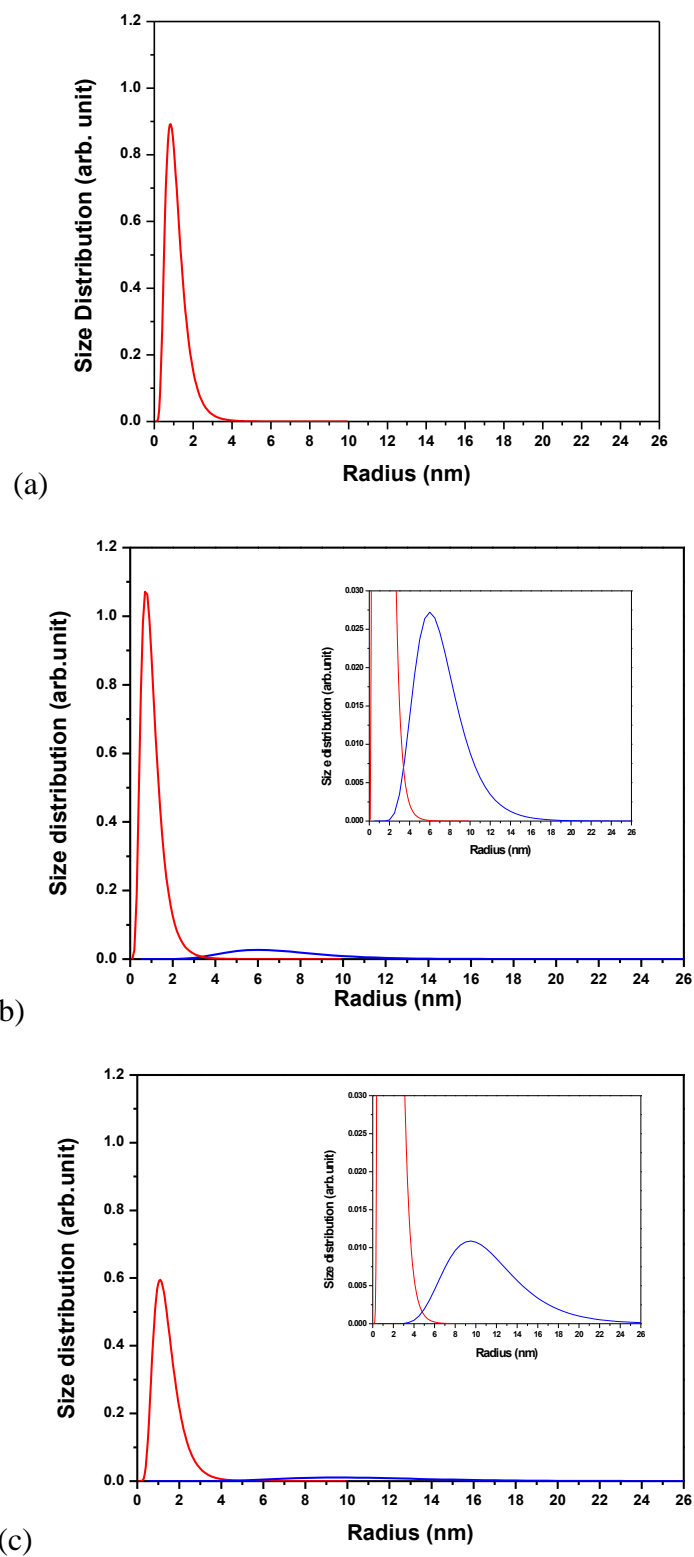 Size Distribution (arb. unit)
1.2
1.0
0.8
0.6
0.4
0.2
0.0
0 2 4 6 8 10 12 14 16 18 20 22 24 26
Radius (nm)
(a)
Size distribution (arb.unit)
1.2
1.0
0.8
0.6
0.4
0.2
0.0
Size distribution (arb.unit)
0.030
0.025
0.020
0.015
0.010
0.005
0.000
0 2 4 6 8 10 12 14 16 18 20 22 24 26
Radius (nm)
0 2 4 6 8 10 12 14 16 18 20 22 24 26
Radius (nm)
b)
Size distribution (arb.unit)
1.2
1.0
0.8
0.6
0.4
0.2
0.0
Size distribution (arb.unit)
0.030
0.025
0.020
0.015
0.010
0.005
0.000
0 2 4 6 8 10 12 14 16 18 20 22 24 26
Radius (nm)
0 2 4 6 8 10 12 14 16 18 20 22 24 26
Radius (nm)
(c)